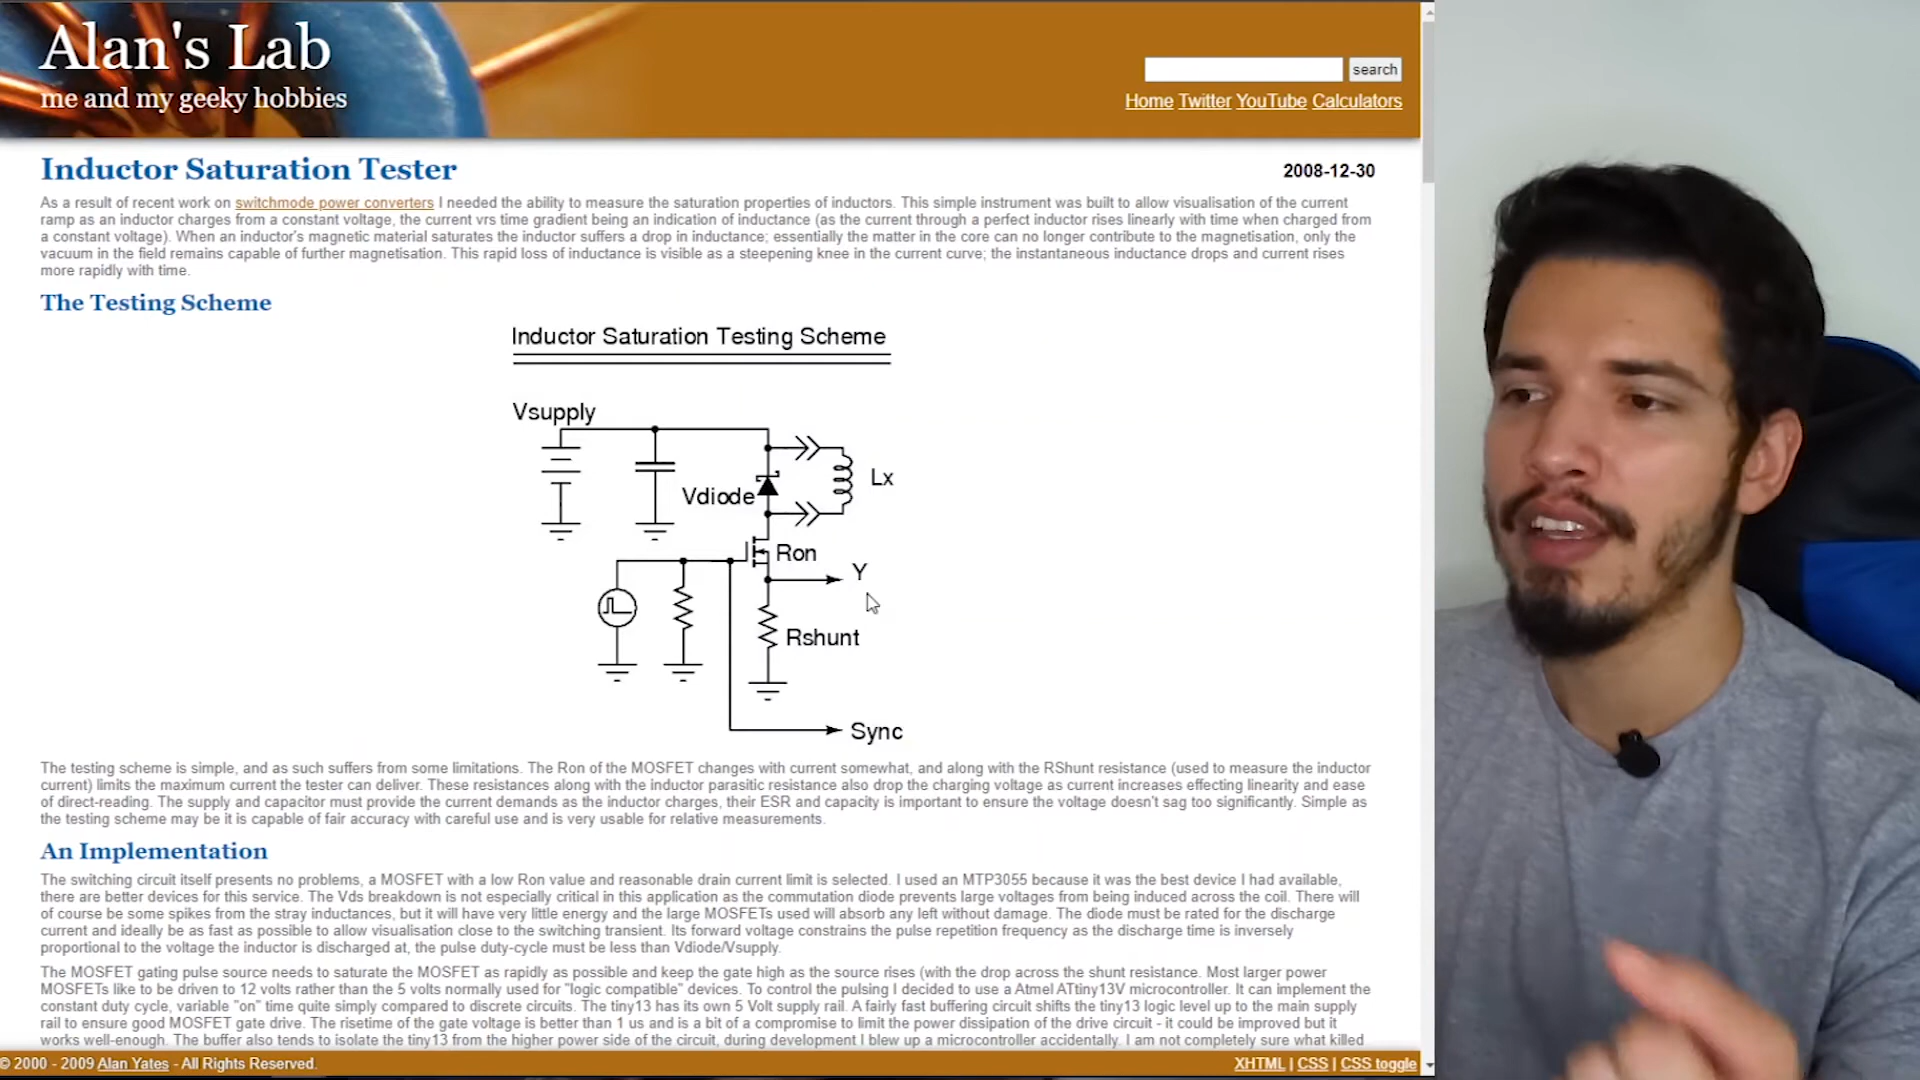 Alan's Lab
me and my geeky hobbies
search
Home Twitter YouTube Calculators
Inductor Saturation Tester
2008-12-30
As a result of recent work on switchmode power converters I needed the ability to measure the saturation properties of inductors. This simple instrument was built to allow visualisation of the current
ramp as an inductor charges from a constant voltage, the current vrs time gradient being an indication of inductance (as the current through a perfect inductor rises linearly with time when charged from
a constant voltage). When an inductor's magnetic material saturates the inductor suffers a drop in inductance; essentially the matter in the core can no longer contribute to the magnetisation, only the
vacuum in the field remains capable of further magnetisation. This rapid loss of inductance is visible as a steepening knee in the current curve; the instantaneous inductance drops and current rises
more rapidly with time.
The Testing Scheme
Inductor Saturation Testing Scheme
Vsupply
Lx
Vdiode
Ron
Y
Rshunt
Sync
The testing scheme is simple, and as such suffers from some limitations. The Ron of the MOSFET changes with current somewhat, and along with the RShunt resistance (used to measure the inductor
current) limits the maximum current the tester can deliver. These resistances along with the inductor parasitic resistance also drop the charging voltage as current increases effecting linearity and ease
of direct-reading. The supply and capacitor must provide the current demands as the inductor charges, their ESR and capacity is important to ensure the voltage doesn't sag too significantly. Simple as
the testing scheme may be it is capable of fair accuracy with careful use and is very usable for relative measurements.
An Implementation
The switching circuit itself presents no problems, a MOSFET with a low Ron value and reasonable drain current limit is selected. I used an MTP3055 because it was the best device I had available,
there are better devices for this service. The Vds breakdown is not especially critical in this application as the commutation diode prevents large voltages from being induced across the coil. There will
of course be some spikes from the stray inductances, but it will have very little energy and the large MOSFETs used will absorb any left without damage. The diode must be rated for the discharge
current and ideally be as fast as possible to allow visualisation close to the switching transient. Its forward voltage constrains the pulse repetition frequency as the discharge time is inversely
proportional to the voltage the inductor is discharged at, the pulse duty-cycle must be less than Vdiode/Vsupply.
The MOSFET gating pulse source needs to saturate the MOSFET as rapidly as possible and keep the gate high as the source rises (with the drop across the shunt resistance. Most larger power
MOSFETs like to be driven to 12 volts rather than the 5 volts normally used for "logic compatible" devices. To control the pulsing I decided to use a Atmel ATtiny13V microcontroller. It can implement the
constant duty cycle, variable "on" time quite simply compared to discrete circuits. The tiny13 has its own 5 Volt supply rail. A fairly fast buffering circuit shifts the tiny13 logic level up to the main supply
rail to ensure good MOSFET gate drive. The risetime of the gate voltage is better than 1 us and is a bit of a compromise to limit the power dissipation of the drive circuit - it could be improved but it
works well-enough. The buffer also tends to isolate the tiny13 from the higher power side of the circuit, during development I blew up a microcontroller accidentally. I am not completely sure what killed
© 2000 - 2009 Alan Yates - All Rights Reserved.
XHTML | CSS | CSS toggle